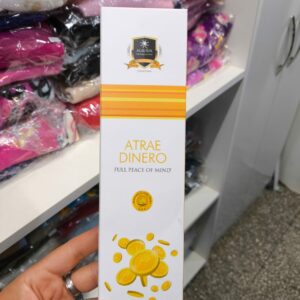 ATRAE
DINERO
FULL PEACE OF MIND